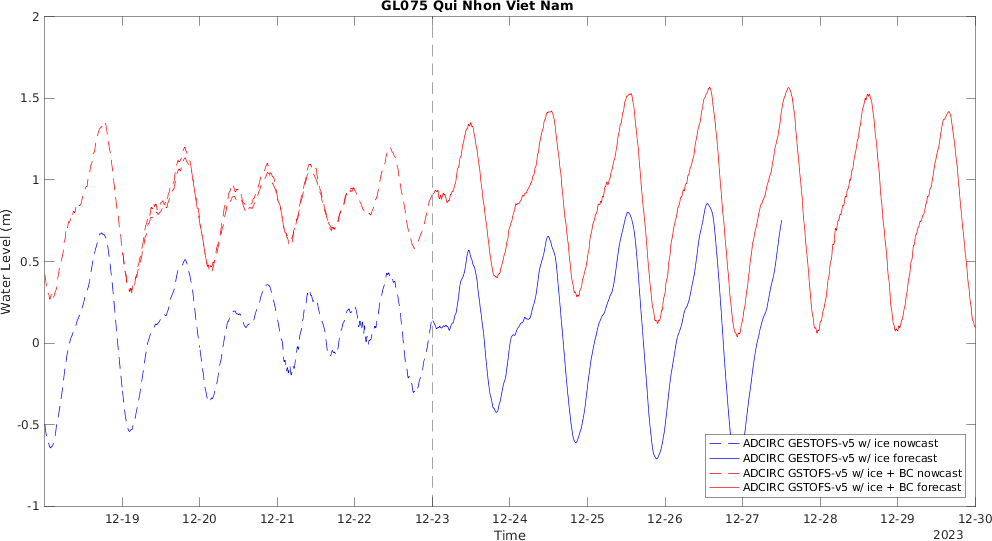 GL075 Qui Nhon Viet Nam
2
1.5
1
0.5
0
-0.5
-1
Water Level (m)
ADCIRC GESTOFS-v5 w/ ice nowcast
ADCIRC GESTOFS-v5 w/ ice forecast
ADCIRC GSTOFS-v5 w/ ice + BC nowcast
ADCIRC GSTOFS-v5 w/ ice + BC forecast
12-19 12-20 12-21 12-22 12-23 12-24 12-25 12-26 12-27 12-28 12-29 12-30
Time
2023